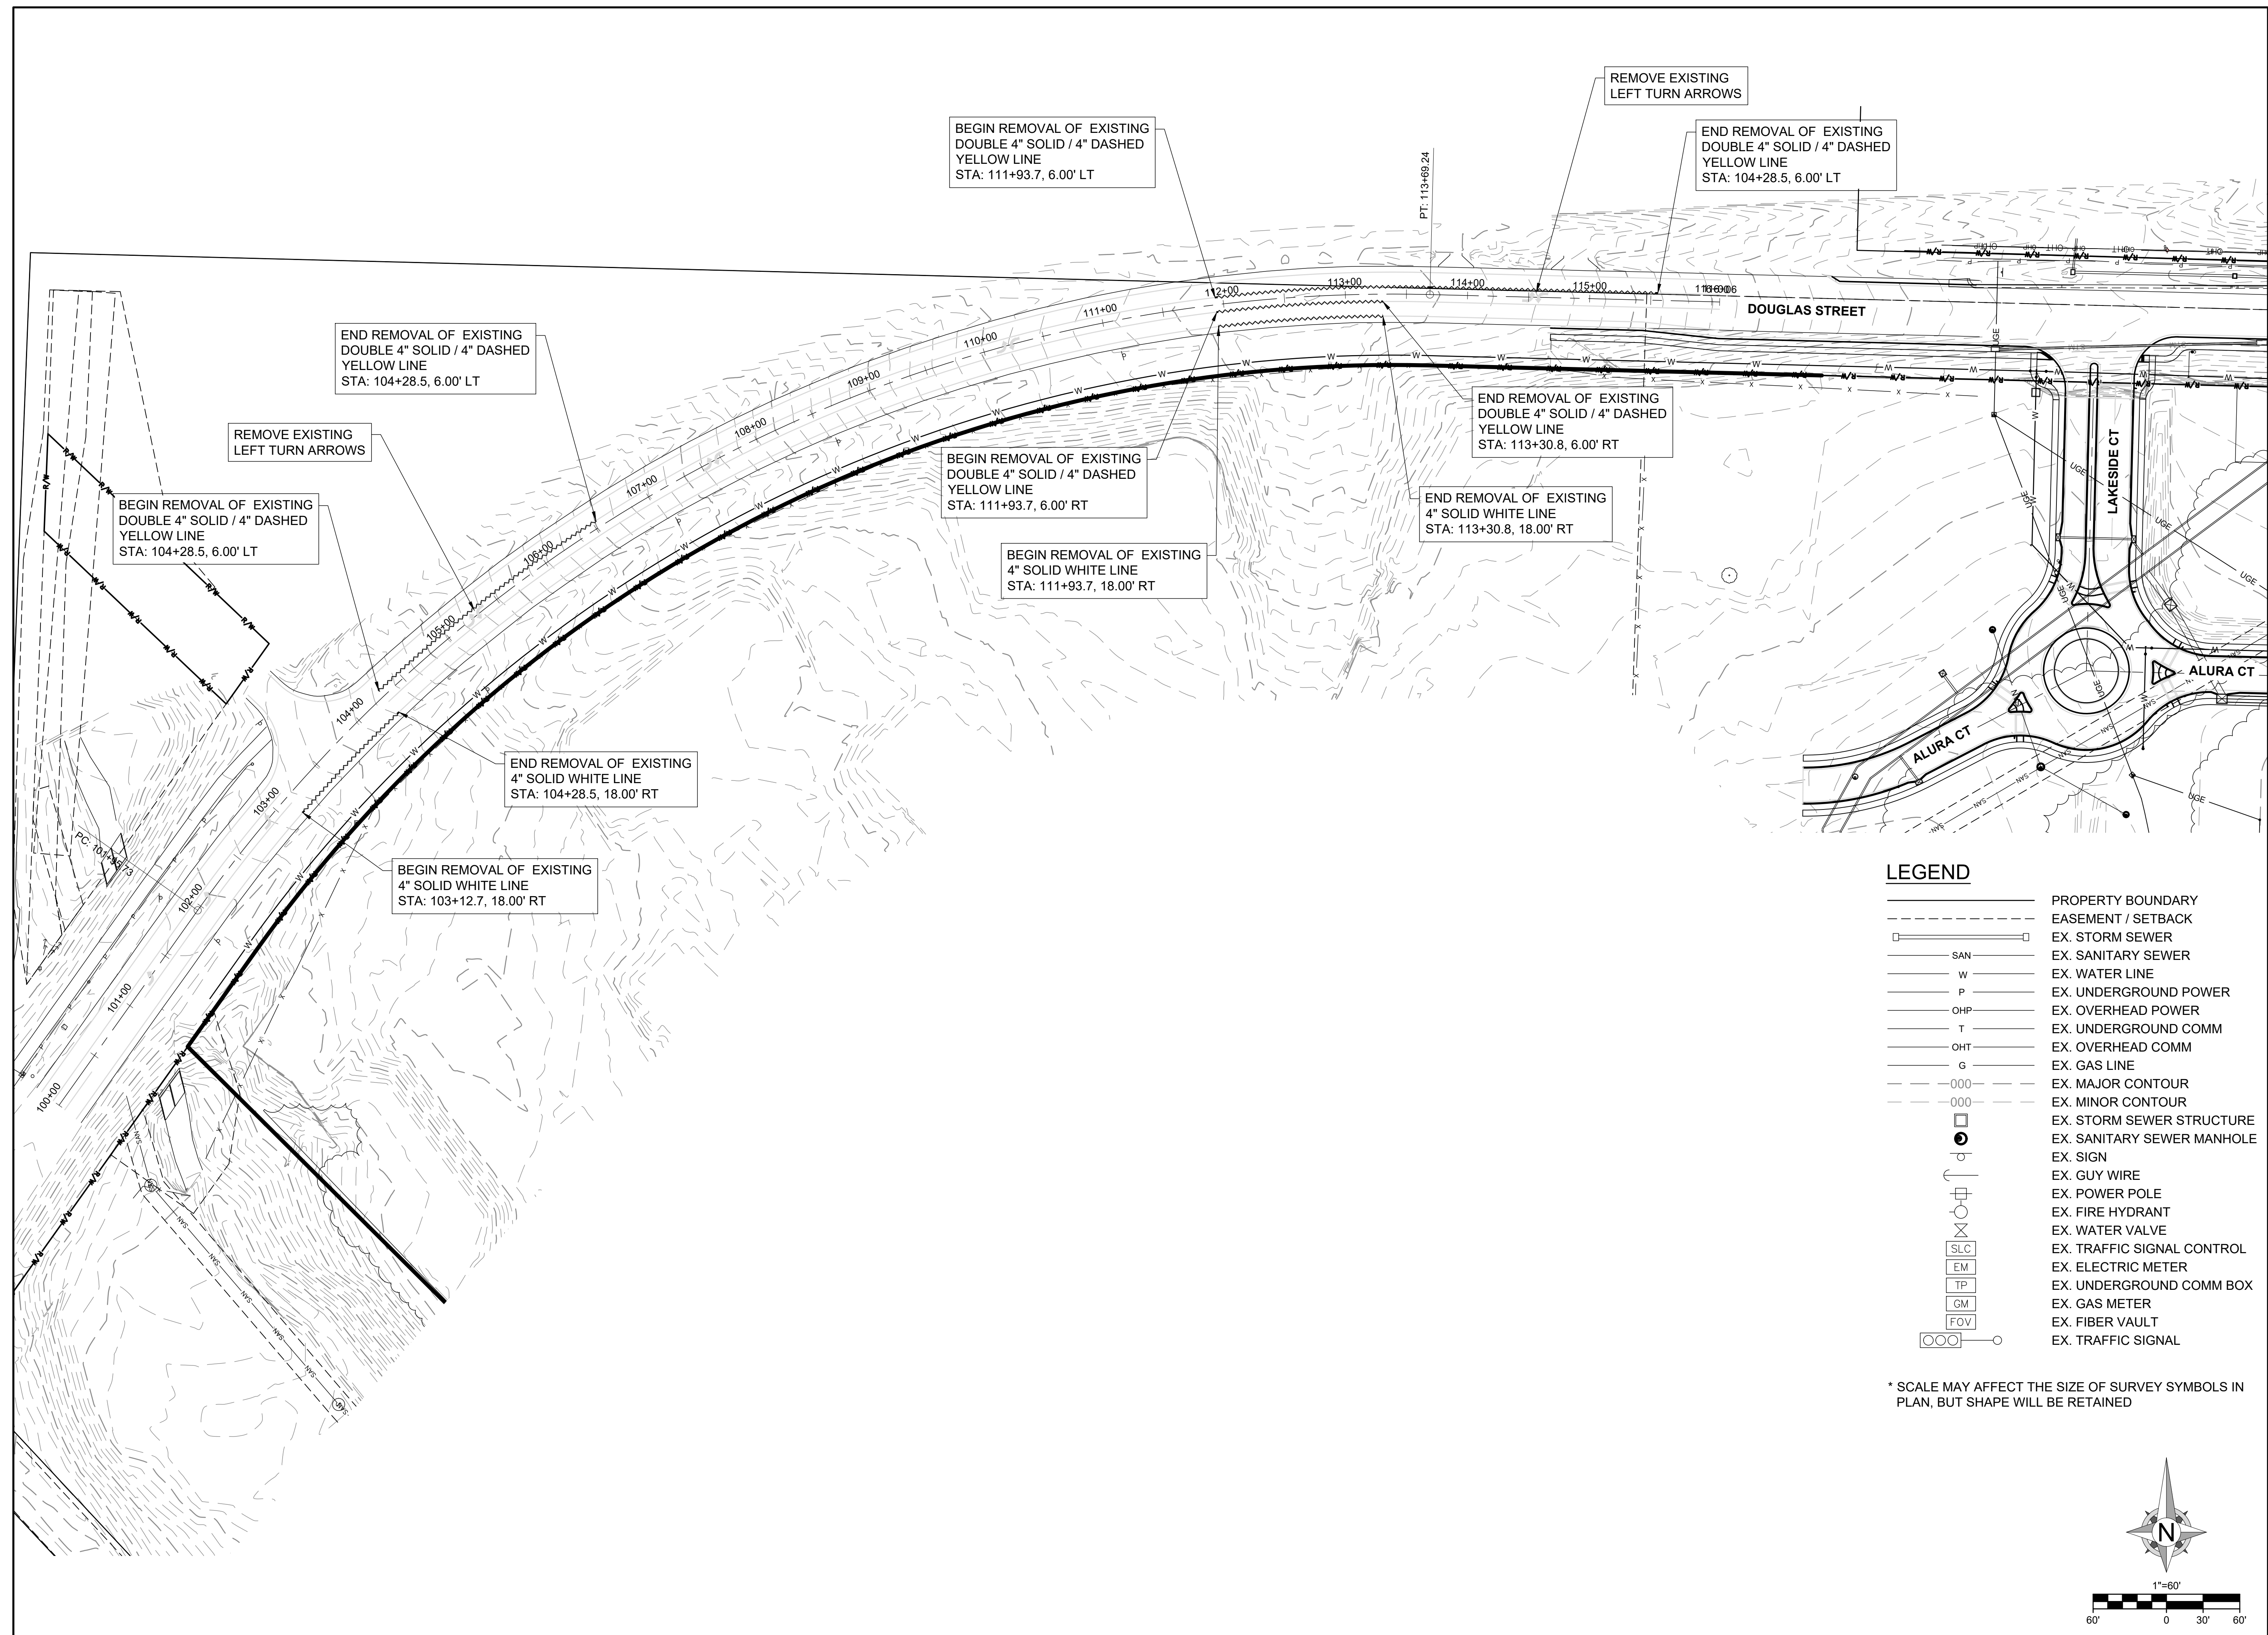 REMOVE EXISTING
LEFT TURN ARROWS
BEGIN REMOVAL OF EXISTING
DOUBLE 4" SOLID / 4" DASHED
YELLOW LINE
STA: 111+93.7, 6.00' LT
END REMOVAL OF EXISTING
DOUBLE 4" SOLID / 4" DASHED
YELLOW LINE
STA: 104+28.5, 6.00' LT
PT: 113+69.24
END REMOVAL OF EXISTING
DOUBLE 4" SOLID / 4" DASHED
YELLOW LINE
STA: 104+28.5, 6.00' LT
REMOVE EXISTING
LEFT TURN ARROWS
BEGIN REMOVAL OF EXISTING
DOUBLE 4" SOLID / 4" DASHED
YELLOW LINE
STA: 104+28.5, 6.00' LT
END REMOVAL OF EXISTING
DOUBLE 4" SOLID / 4" DASHED
YELLOW LINE
STA: 113+30.8, 6.00' RT
BEGIN REMOVAL OF EXISTING
DOUBLE 4" SOLID / 4" DASHED
YELLOW LINE
STA: 111+93.7, 6.00' RT
END REMOVAL OF EXISTING
4" SOLID WHITE LINE
STA: 113+30.8, 18.00' RT
BEGIN REMOVAL OF EXISTING
4" SOLID WHITE LINE
STA: 111+93.7, 18.00' RT
END REMOVAL OF EXISTING
4" SOLID WHITE LINE
STA: 104+28.5, 18.00' RT
BEGIN REMOVAL OF EXISTING
4" SOLID WHITE LINE
STA: 103+12.7, 18.00' RT
100+00
101+00
102+00
103+00
104+00
105+00
106+00
107+00
108+00
109+00
110+00
111+00
112+00
113+00
114+00
115+00
DOUGLAS STREET
LAKESIDE CT
ALURA CT
ALURA CT
UGE
UGE
UGE
UGE
UGE
UGE
UGE
UGE
R/W
R/W
R/W
R/W
W
W
W
W
P
P
P
SAN
SAN
SAN
SAN
SAN
LEGEND
PROPERTY BOUNDARY
EASEMENT / SETBACK
EX. STORM SEWER
SAN EX. SANITARY SEWER
W EX. WATER LINE
P EX. UNDERGROUND POWER
OHP EX. OVERHEAD POWER
T EX. UNDERGROUND COMM
OHT EX. OVERHEAD COMM
G EX. GAS LINE
000 EX. MAJOR CONTOUR
000 EX. MINOR CONTOUR
EX. STORM SEWER STRUCTURE
EX. SANITARY SEWER MANHOLE
EX. SIGN
EX. GUY WIRE
EX. POWER POLE
EX. FIRE HYDRANT
EX. WATER VALVE
SLC EX. TRAFFIC SIGNAL CONTROL
EM EX. ELECTRIC METER
TP EX. UNDERGROUND COMM BOX
GM EX. GAS METER
FOV EX. FIBER VAULT
EX. TRAFFIC SIGNAL
* SCALE MAY AFFECT THE SIZE OF SURVEY SYMBOLS IN
PLAN, BUT SHAPE WILL BE RETAINED
N
1"=60'
60' 0 30' 60'